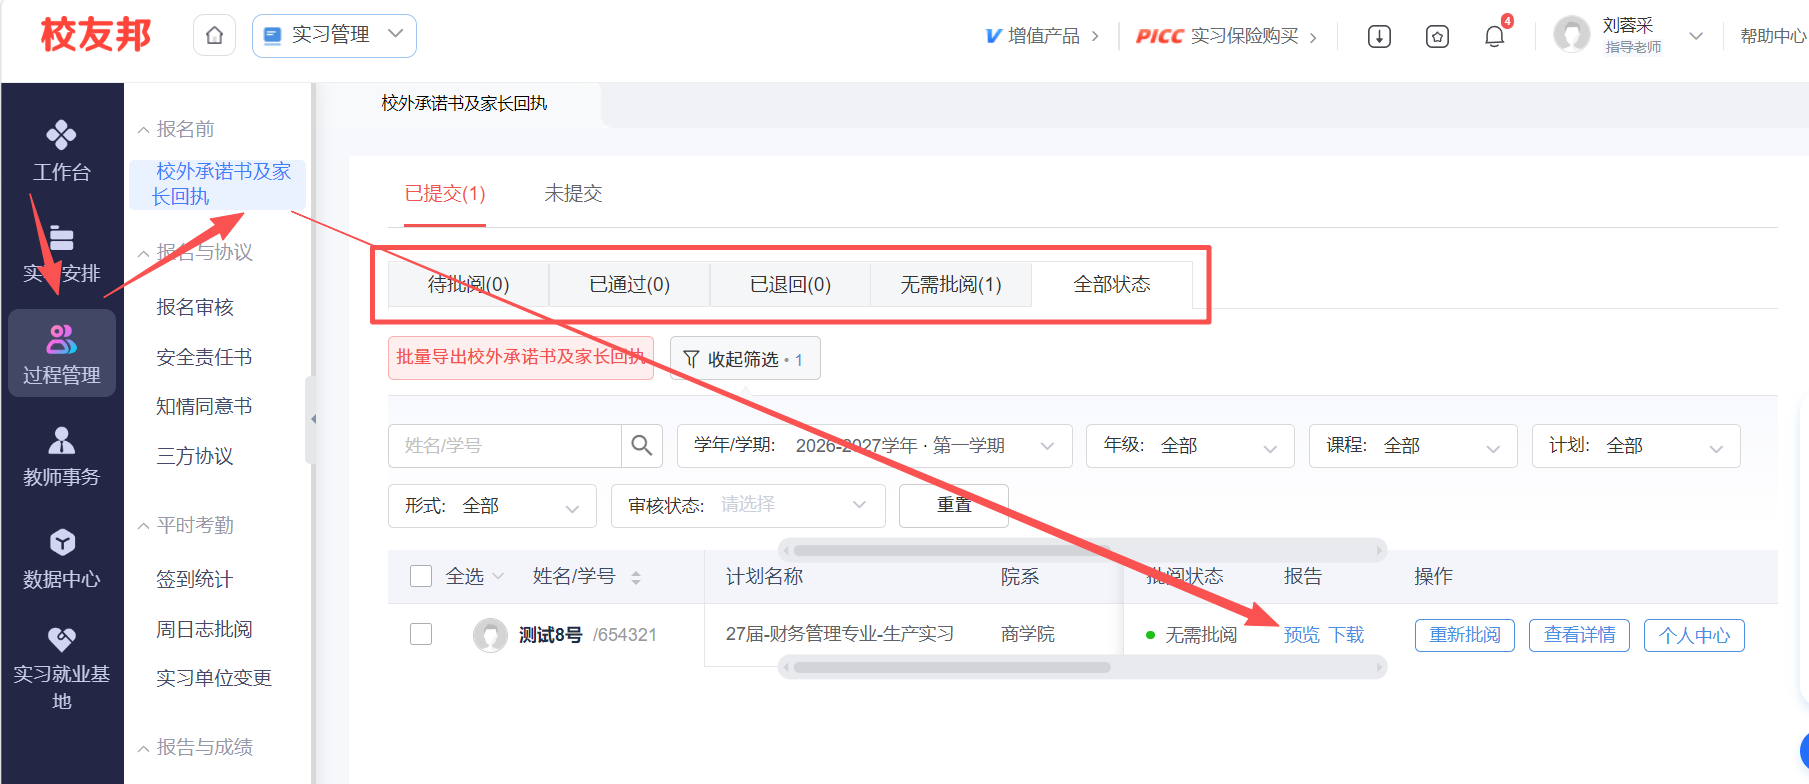 校友邦
实习管理
增值产品
PICC 实习保险购买
4
刘蓉采
指导老师
帮助中心
工作台
实习安排
过程管理
教师事务
数据中心
实习就业基
地
报名前
校外承诺书及家
长回执
报名与协议
报名审核
安全责任书
知情同意书
三方协议
平时考勤
签到统计
周日志批阅
实习单位变更
报告与成绩
校外承诺书及家长回执
已提交(1) 未提交
待批阅(0) 已通过(0) 已退回(0) 无需批阅(1) 全部状态
批量导出校外承诺书及家长回执 收起筛选 • 1
姓名/学号 学年/学期: 2026-2027学年 · 第一学期 年级: 全部 课程: 全部 计划: 全部
形式: 全部 审核状态: 请选择 重置
全选 姓名/学号 计划名称 院系 批阅状态 报告 操作
测试8号 /654321 27届-财务管理专业-生产实习 商学院 无需批阅 预览 下载 重新批阅 查看详情 个人中心